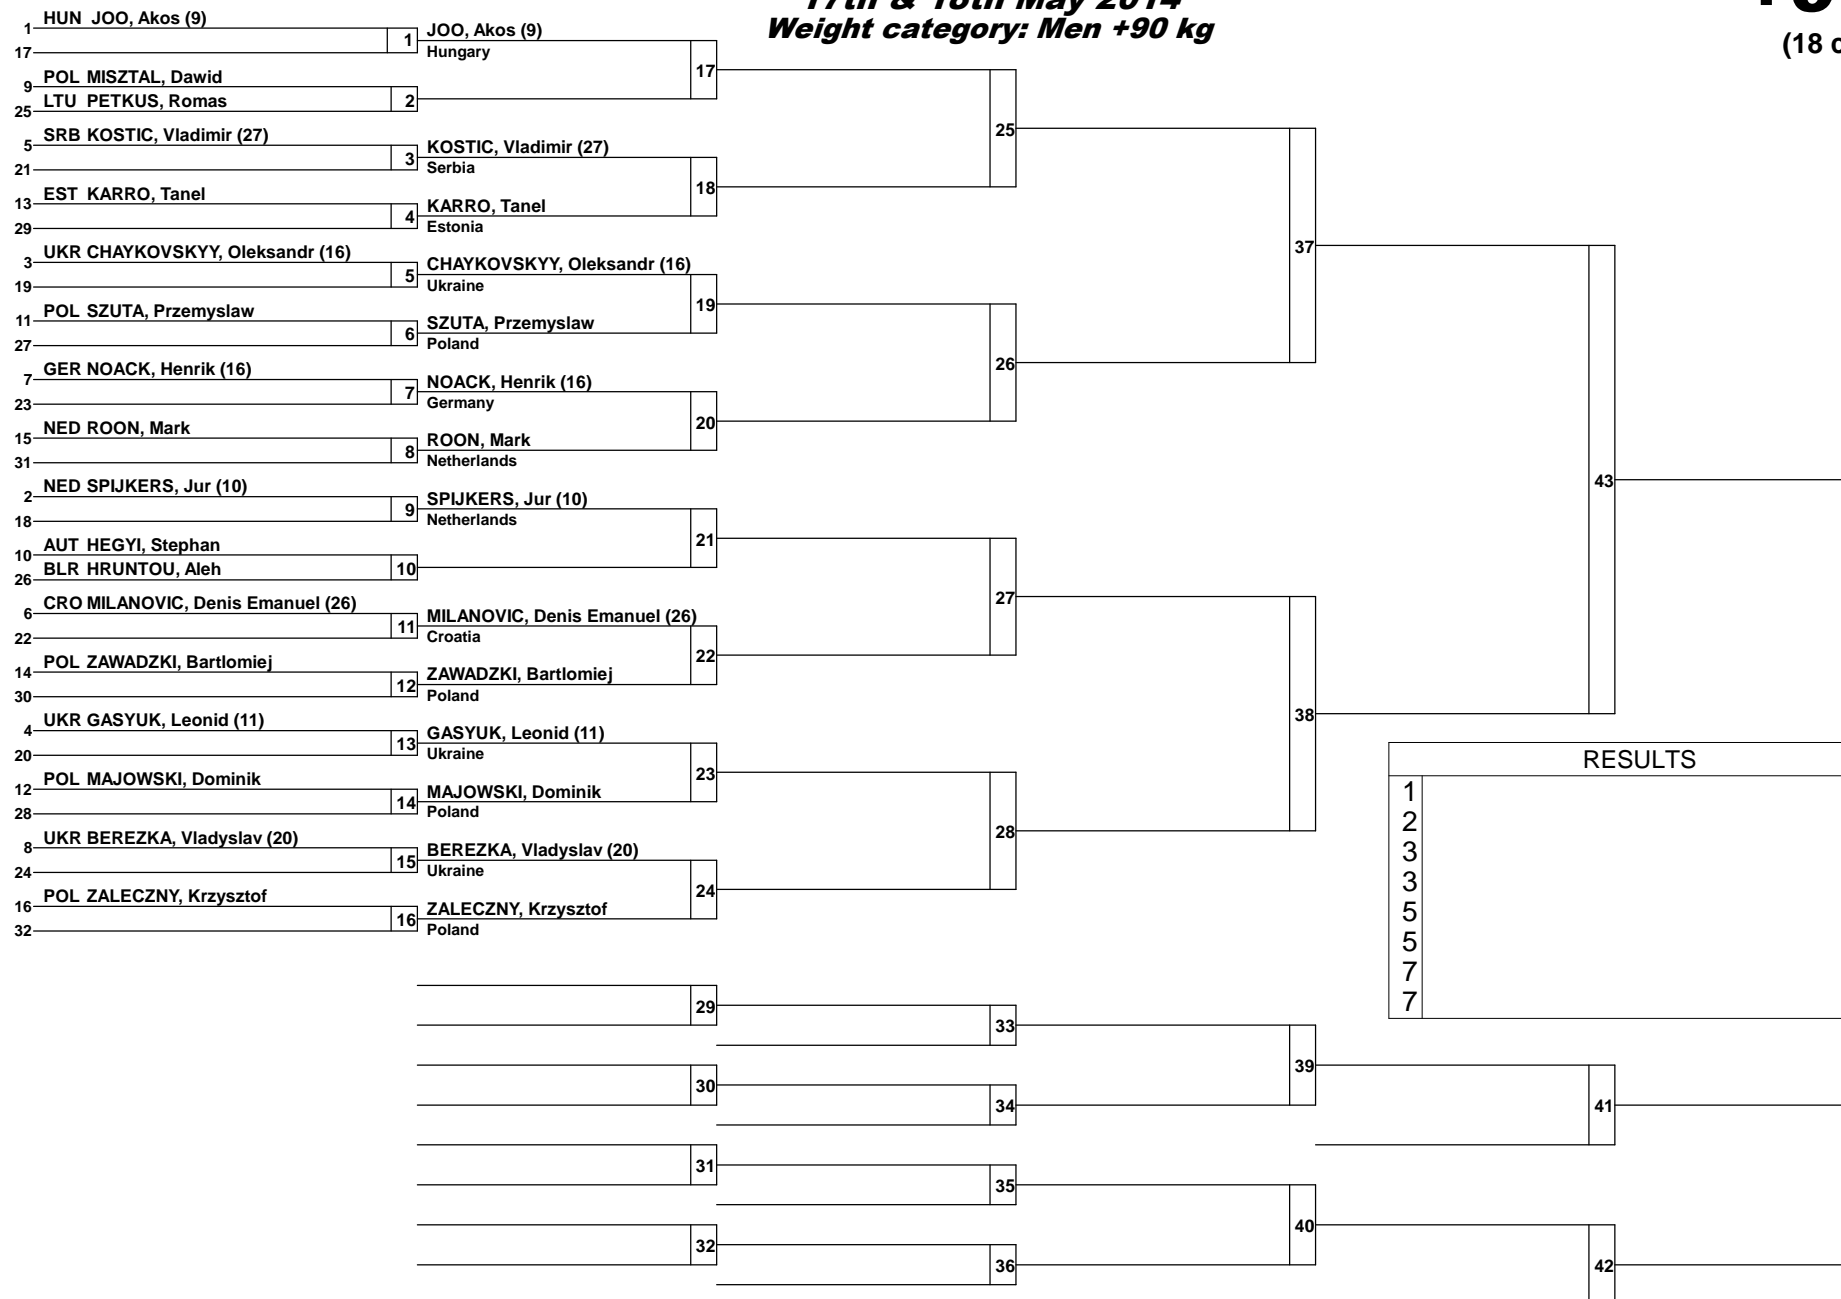 17th & 18th May 2014
Weight category: Men +90 kg
(18
1 HUN JOO, Akos (9)
17
1 JOO, Akos (9)
Hungary
9 POL MISZTAL, Dawid
25 LTU PETKUS, Romas
2
17
5 SRB KOSTIC, Vladimir (27)
21
3 KOSTIC, Vladimir (27)
Serbia
13 EST KARRO, Tanel
29
4 KARRO, Tanel
Estonia
18
25
3 UKR CHAYKOVSKYY, Oleksandr (16)
19
5 CHAYKOVSKYY, Oleksandr (16)
Ukraine
11 POL SZUTA, Przemyslaw
27
6 SZUTA, Przemyslaw
Poland
19
7 GER NOACK, Henrik (16)
23
7 NOACK, Henrik (16)
Germany
15 NED ROON, Mark
31
8 ROON, Mark
Netherlands
20
26
37
2 NED SPIJKERS, Jur (10)
18
9 SPIJKERS, Jur (10)
Netherlands
10 AUT HEGYI, Stephan
26 BLR HRUNTOU, Aleh
10
21
6 CRO MILANOVIC, Denis Emanuel (26)
22
11 MILANOVIC, Denis Emanuel (26)
Croatia
14 POL ZAWADZKI, Bartlomiej
30
12 ZAWADZKI, Bartlomiej
Poland
22
27
4 UKR GASYUK, Leonid (11)
20
13 GASYUK, Leonid (11)
Ukraine
12 POL MAJOWSKI, Dominik
28
14 MAJOWSKI, Dominik
Poland
23
8 UKR BEREZKA, Vladyslav (20)
24
15 BEREZKA, Vladyslav (20)
Ukraine
16 POL ZALECZNY, Krzysztof
32
16 ZALECZNY, Krzysztof
Poland
24
28
38
43
RESULTS
1
2
3
3
5
5
7
7
29
33
30
34
39
41
31
35
32
36
40
42